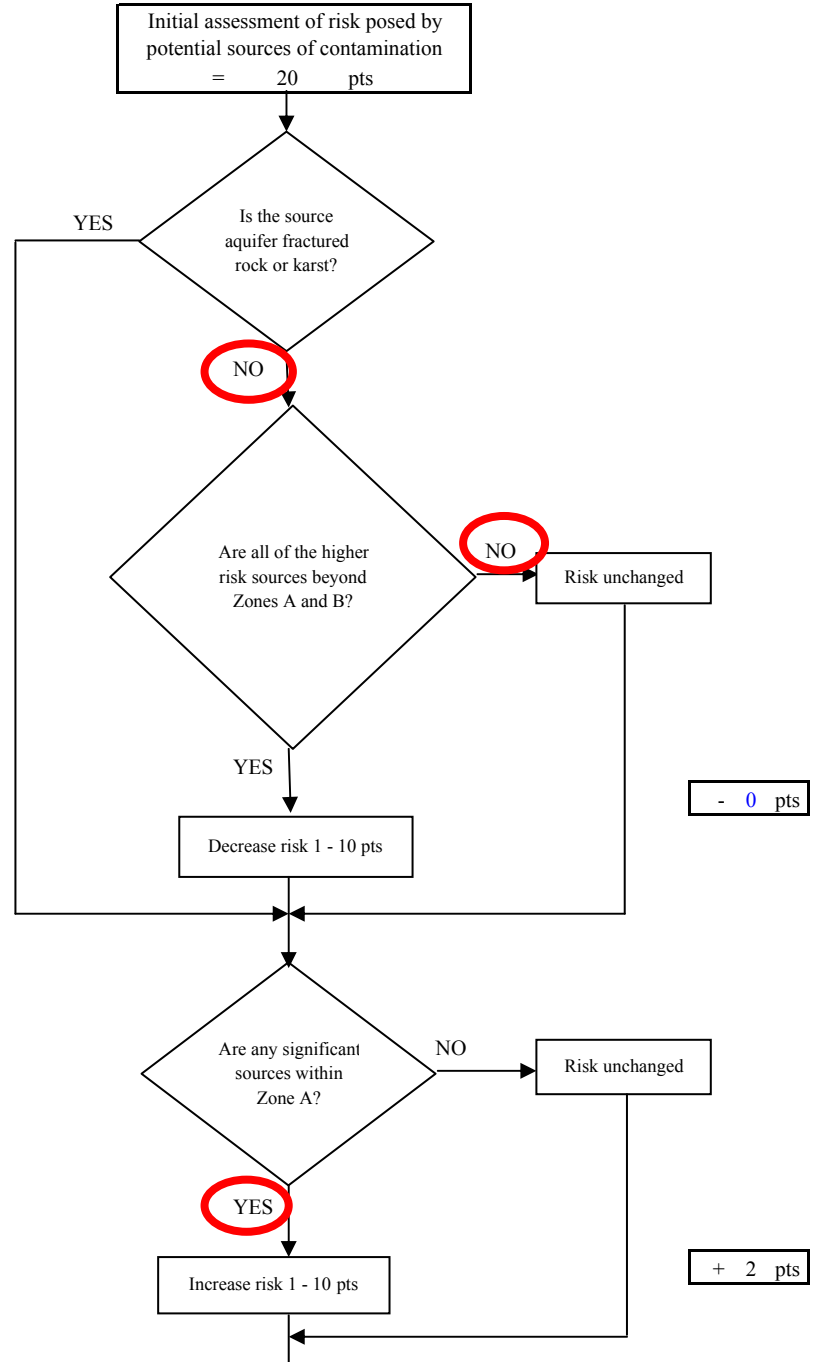 Initial assessment of risk posed by
potential sources of contamination
= 20 pts
YES
Is the source
aquifer fractured
rock or karst?
NO
Are all of the higher
risk sources beyond
Zones A and B?
NO
Risk unchanged
YES
- 0 pts
Decrease risk 1 - 10 pts
Are any significant
sources within
Zone A?
NO
Risk unchanged
YES
+ 2 pts
Increase risk 1 - 10 pts